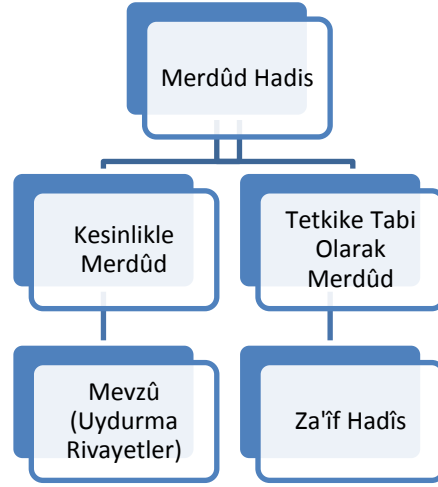 Merdûd Hadis
Kesinlikle
Merdûd
Tetkike Tabi
Olarak
Merdûd
Mevzû
(Uydurma
Rivayetler)
Za'îf Hadîs